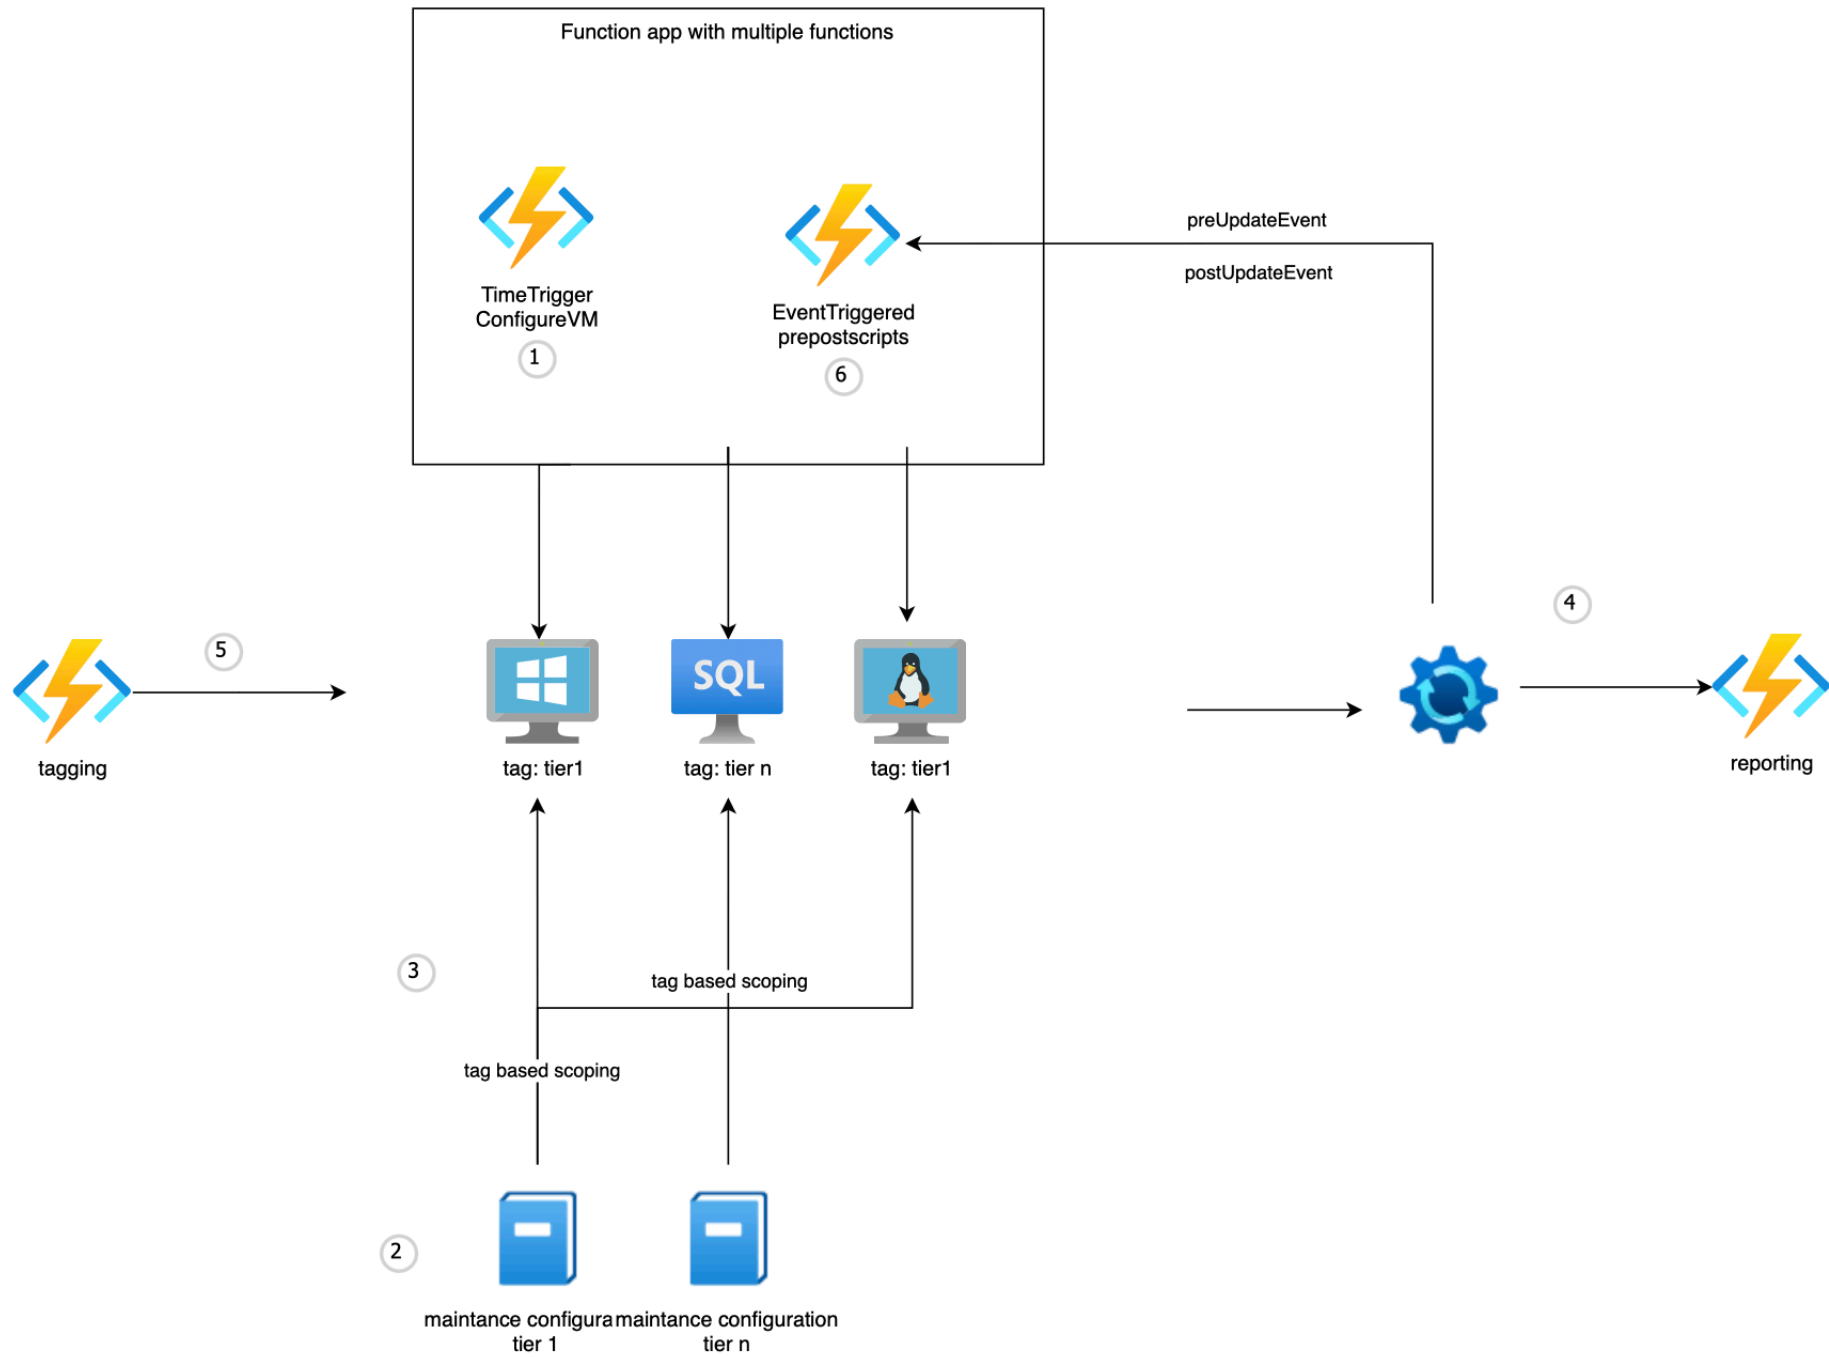 Function app with multiple functions
TimeTrigger
ConfigureVM
1
EventTriggered
prepostscripts
6
preUpdateEvent
postUpdateEvent
5
tagging
tag: tier1
SQL
tag: tier n
tag: tier1
4
reporting
3
tag based scoping
tag based scoping
2
maintance configura
tier 1
maintance configuration
tier n